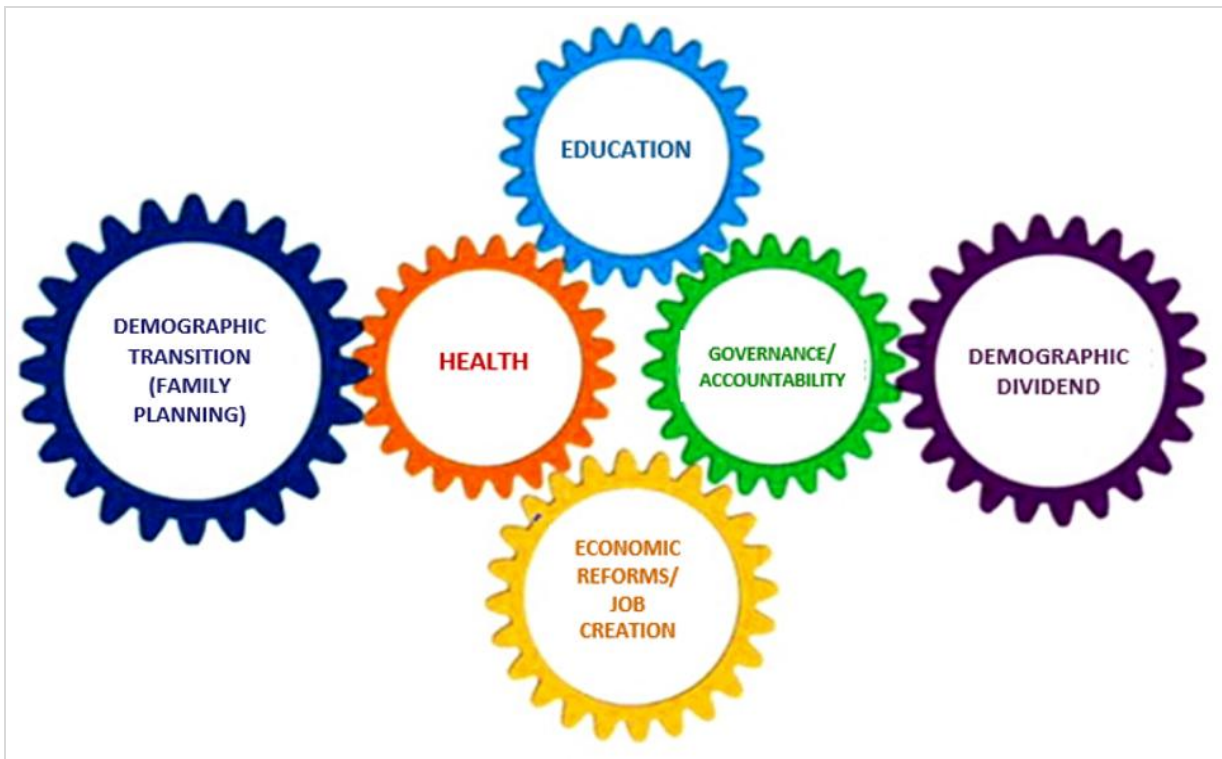 EDUCATION
DEMOGRAPHIC
TRANSITION
(FAMILY
PLANNING)
HEALTH
GOVERNANCE/
ACCOUNTABILITY
DEMOGRAPHIC
DIVIDEND
ECONOMIC
REFORMS/
JOB
CREATION